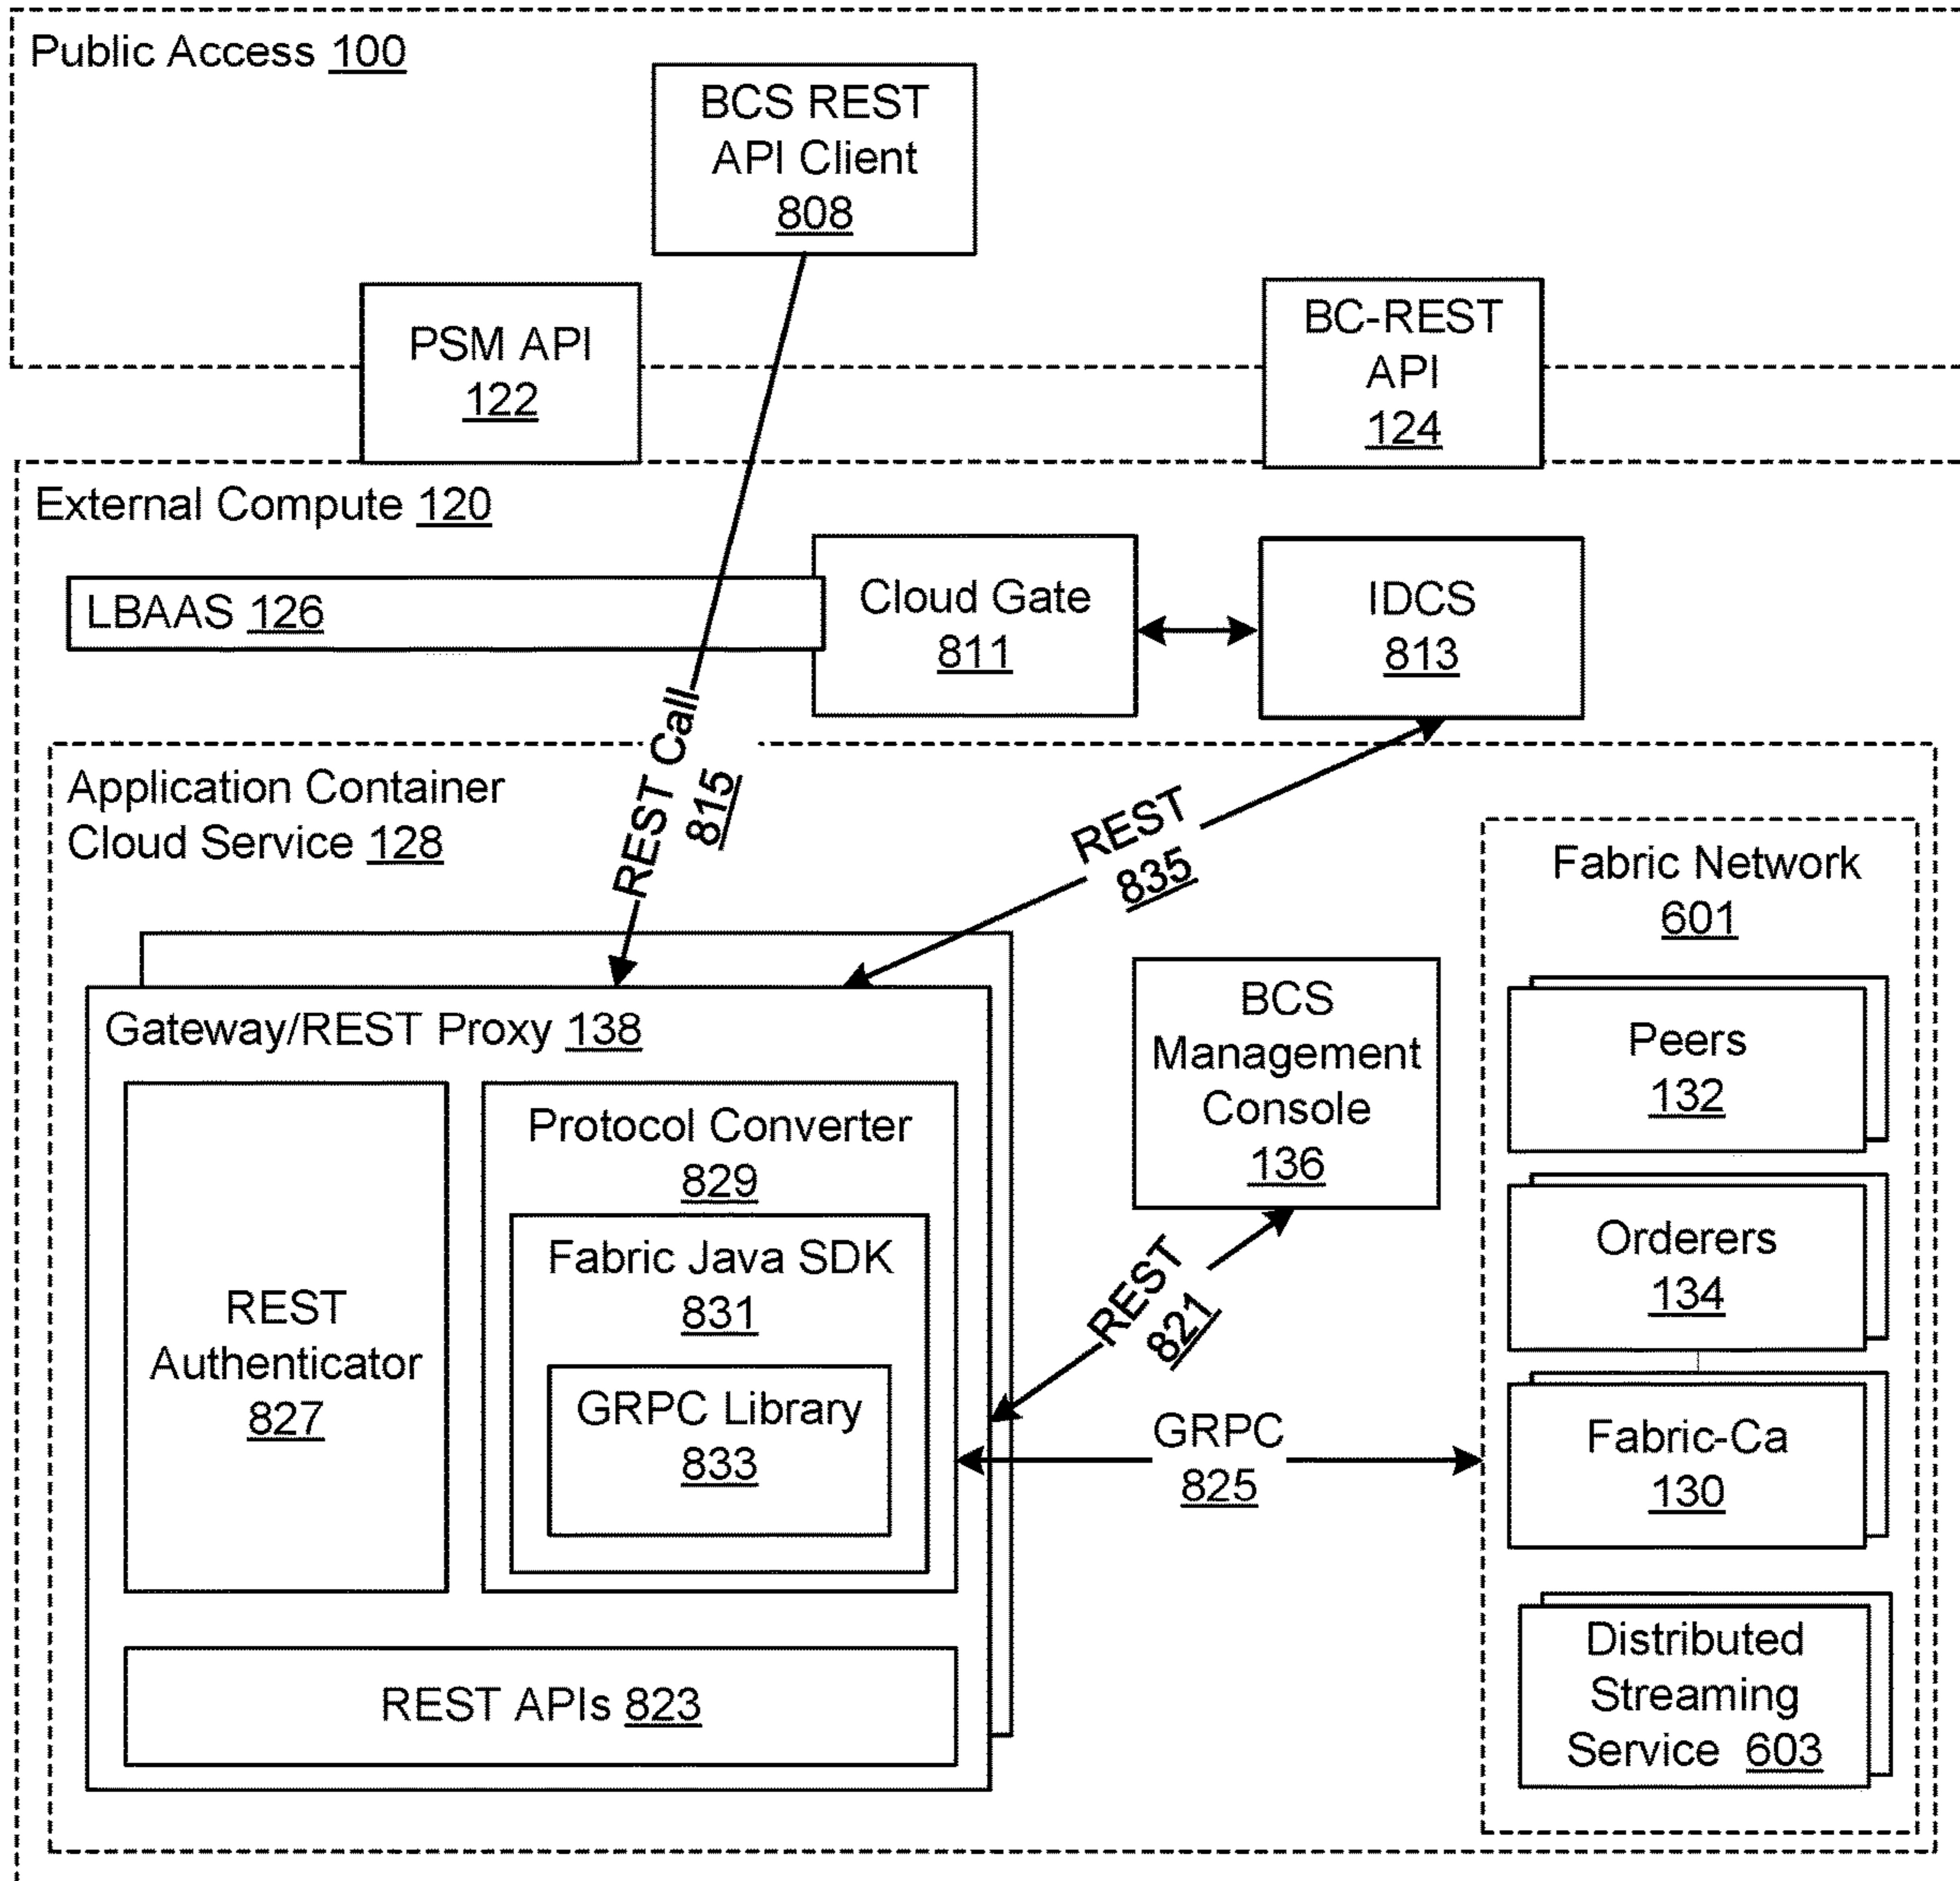 Public Access 100
BCS REST
API Client
808
PSM API
122
BC-REST
API
124
External Compute 120
LBAAS 126
Cloud Gate
811
IDCS
813
REST Call
815
Application Container
Cloud Service 128
REST
835
Fabric Network
601
Gateway/REST Proxy 138
BCS
Management
Console
136
Peers
132
Protocol Converter
829
Fabric Java SDK
831
GRPC Library
833
REST
Authenticator
827
REST
821
Orderers
134
GRPC
825
Fabric-Ca
130
REST APIs 823
Distributed
Streaming
Service 603